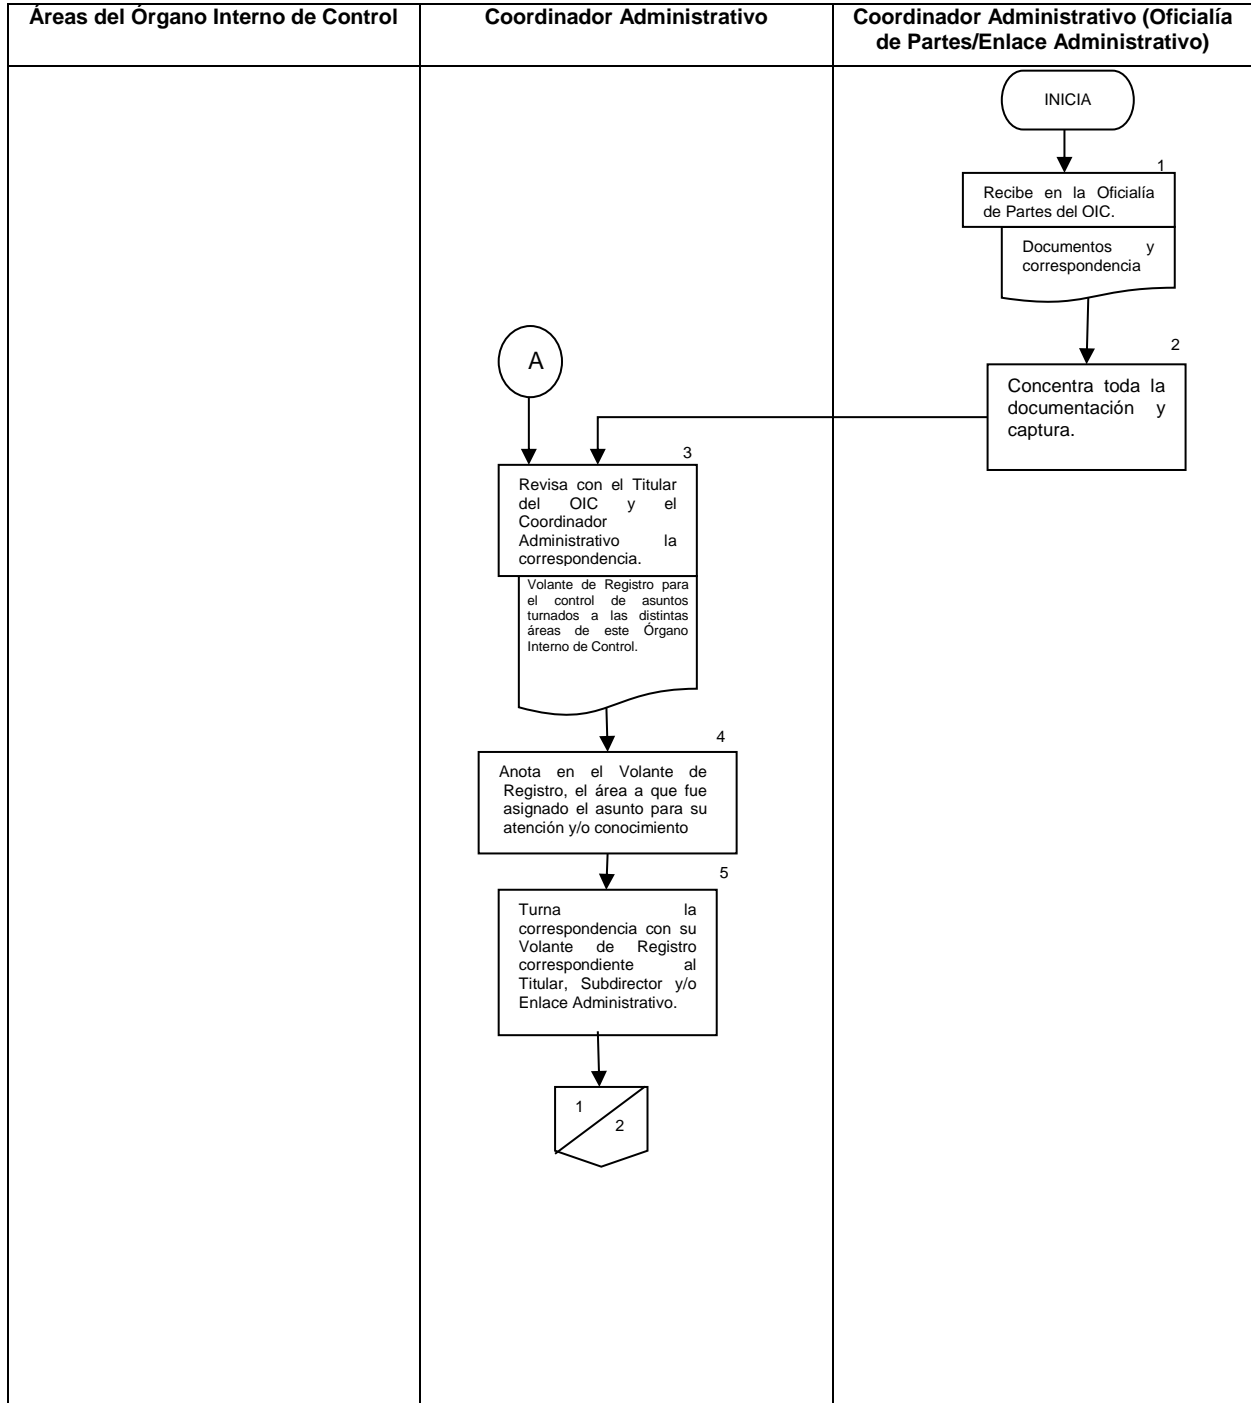 Áreas del Órgano Interno de Control
Coordinador Administrativo
Coordinador Administrativo (Oficialía
de Partes/Enlace Administrativo)
INICIA
1
Recibe en la Oficialía
de Partes del OIC.
Documentos y
correspondencia
2
Concentra toda la
documentación y
captura.
A
3
Revisa con el Titular
del OIC y el
Coordinador
Administrativo la
correspondencia.
Volante de Registro para
el control de asuntos
turnados a las distintas
áreas de este Órgano
Interno de Control.
4
Anota en el Volante de
Registro, el área a que fue
asignado el asunto para su
atención y/o conocimiento
5
Turna la
correspondencia con su
Volante de Registro
correspondiente al
Titular, Subdirector y/o
Enlace Administrativo.
1
2